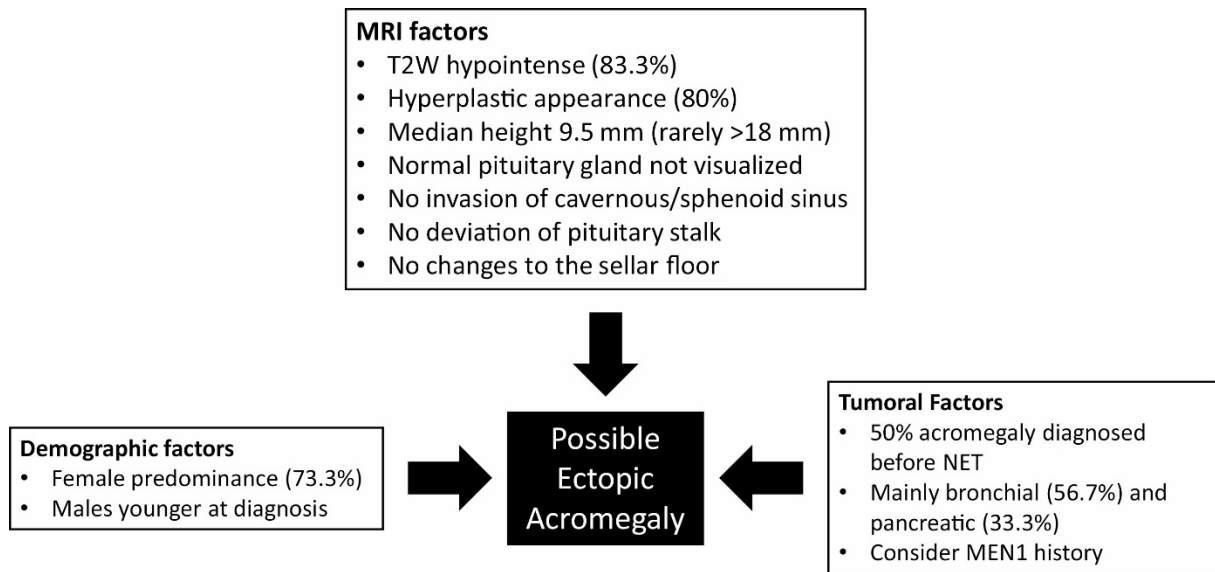 MRI factors
• T2W hypointense (83.3%)
• Hyperplastic appearance (80%)
• Median height 9.5 mm (rarely >18 mm)
• Normal pituitary gland not visualized
• No invasion of cavernous/sphenoid sinus
• No deviation of pituitary stalk
• No changes to the sellar floor
Demographic factors
• Female predominance (73.3%)
• Males younger at diagnosis
Possible
Ectopic
Acromegaly
Tumoral Factors
• 50% acromegaly diagnosed
before NET
• Mainly bronchial (56.7%) and
pancreatic (33.3%)
• Consider MEN1 history